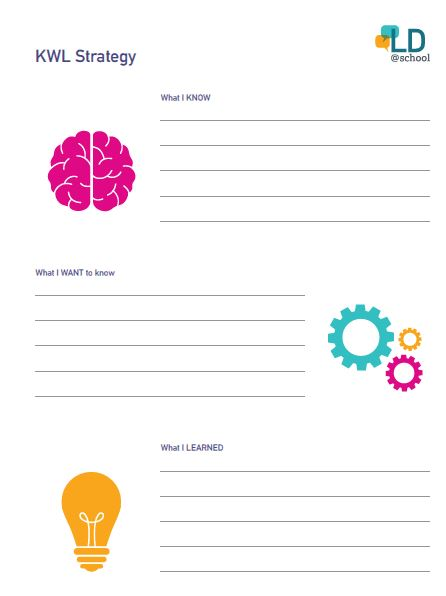 LD
@school
KWL Strategy
What I KNOW
What I WANT to know
What I LEARNED